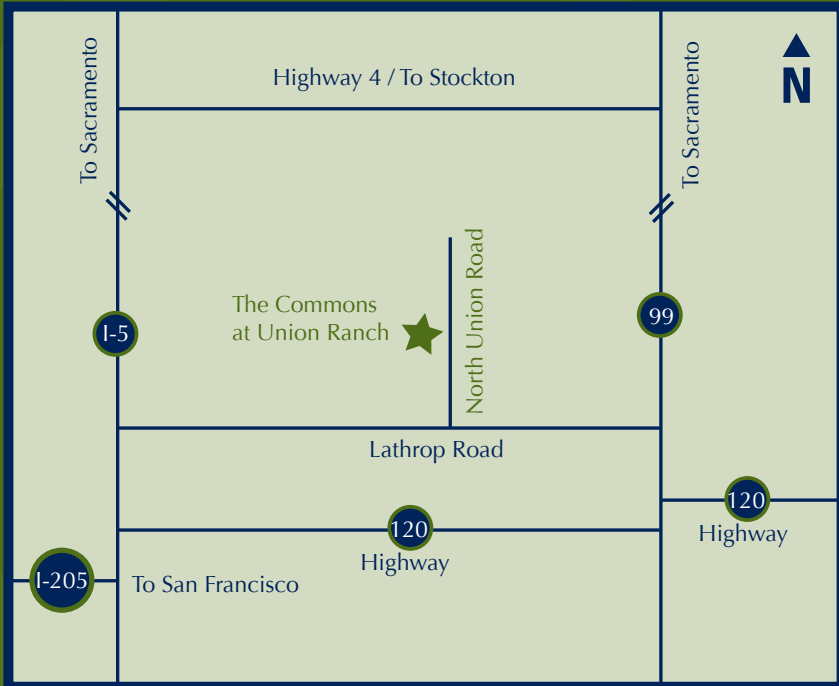 To Sacramento
Highway 4 / To Stockton
To Sacramento
N
The Commons
at Union Ranch
North Union Road
I-5
99
Lathrop Road
120
Highway
120
Highway
I-205
To San Francisco